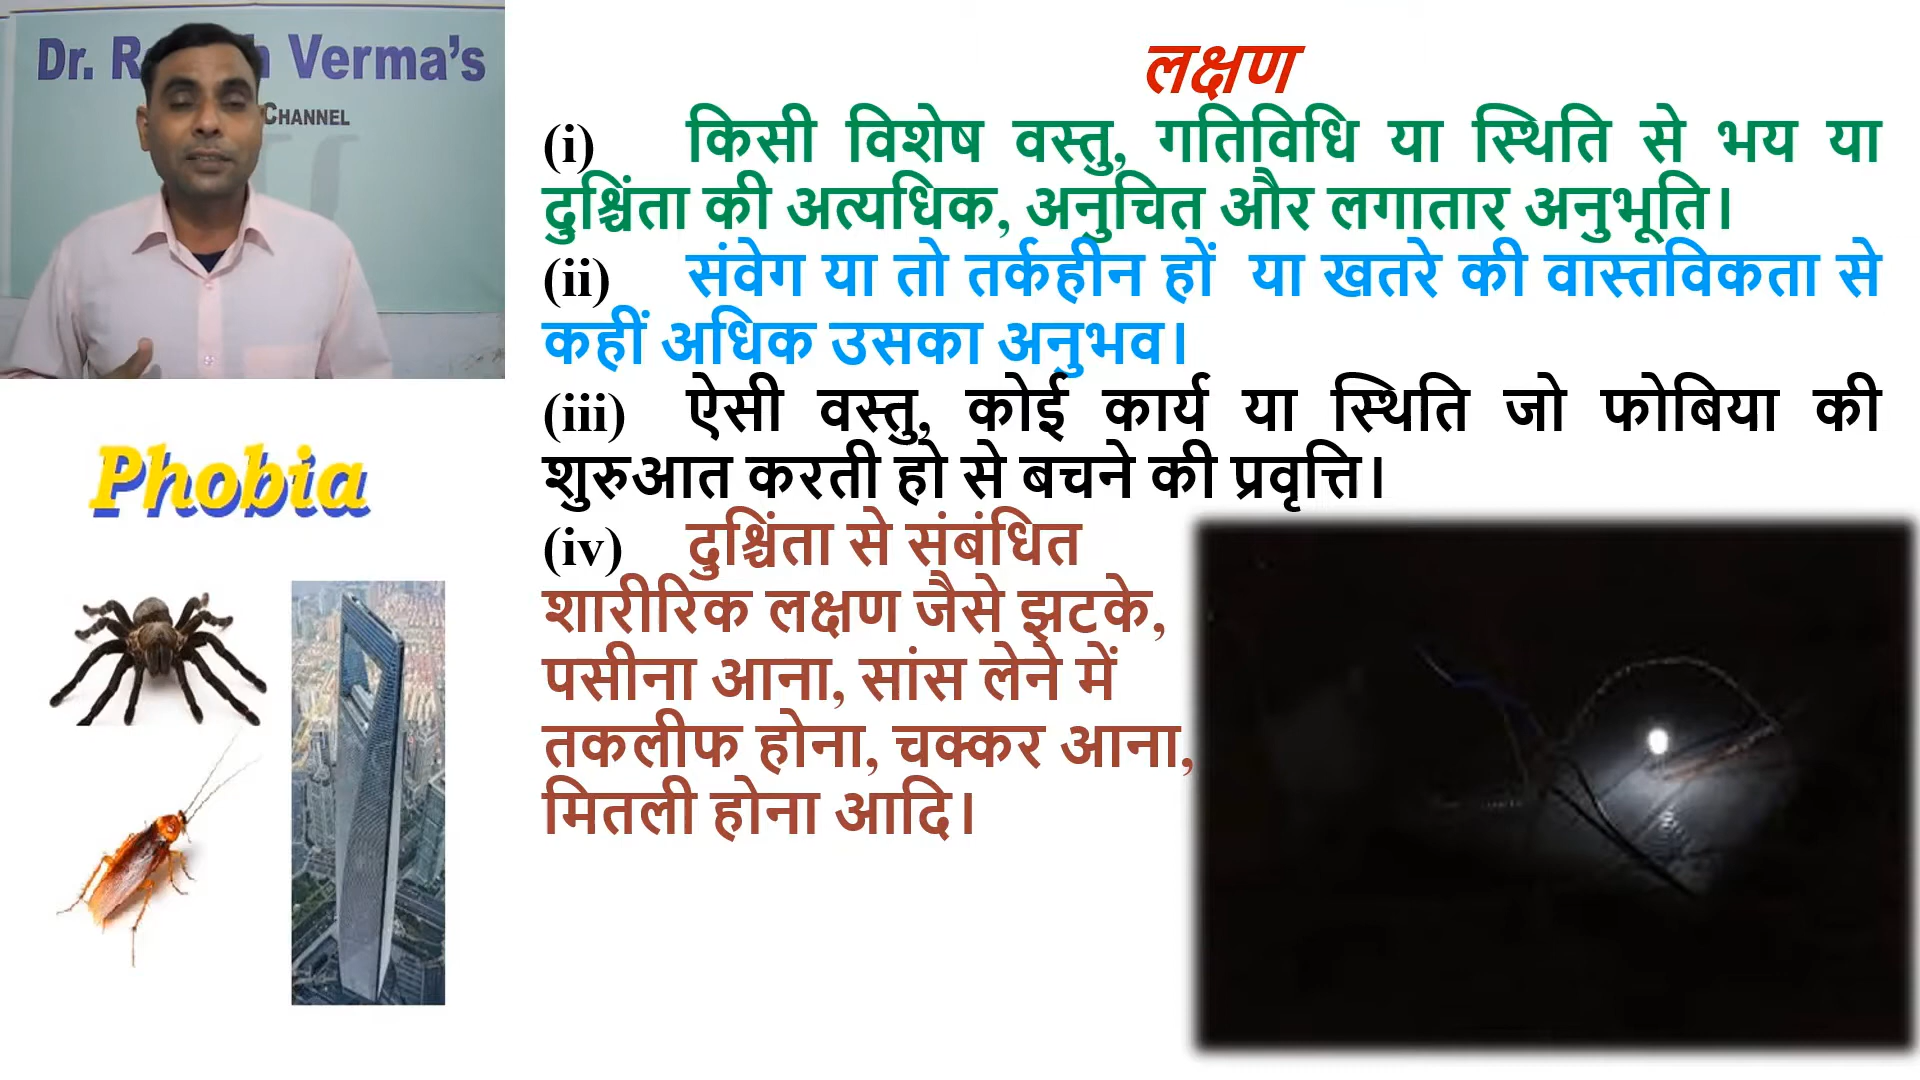 Dr. R Verma's
CHANNEL
लक्षण
(i) किसी विशेष वस्तु, गतिविधि या स्थिति से भय या
दुश्चिंता की अत्यधिक, अनुचित और लगातार अनुभूति।
(ii) संवेग या तो तर्कहीन हों या खतरे की वास्तविकता से
कहीं अधिक उसका अनुभव।
(iii) ऐसी वस्तु, कोई कार्य या स्थिति जो फोबिया की
शुरुआत करती हो से बचने की प्रवृत्ति।
(iv) दुश्चिंता से संबंधित
शारीरिक लक्षण जैसे झटके,
पसीना आना, सांस लेने में
तकलीफ होना, चक्कर आना,
मितली होना आदि।
Phobia